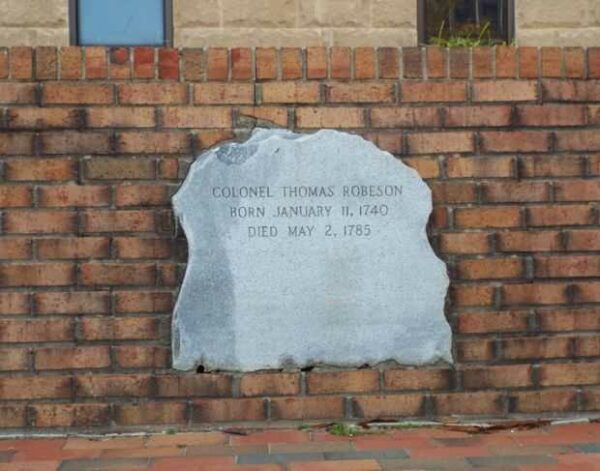 COLONEL THOMAS ROBESON
BORN JANUARY 11, 1740
DIED MAY 2, 1785